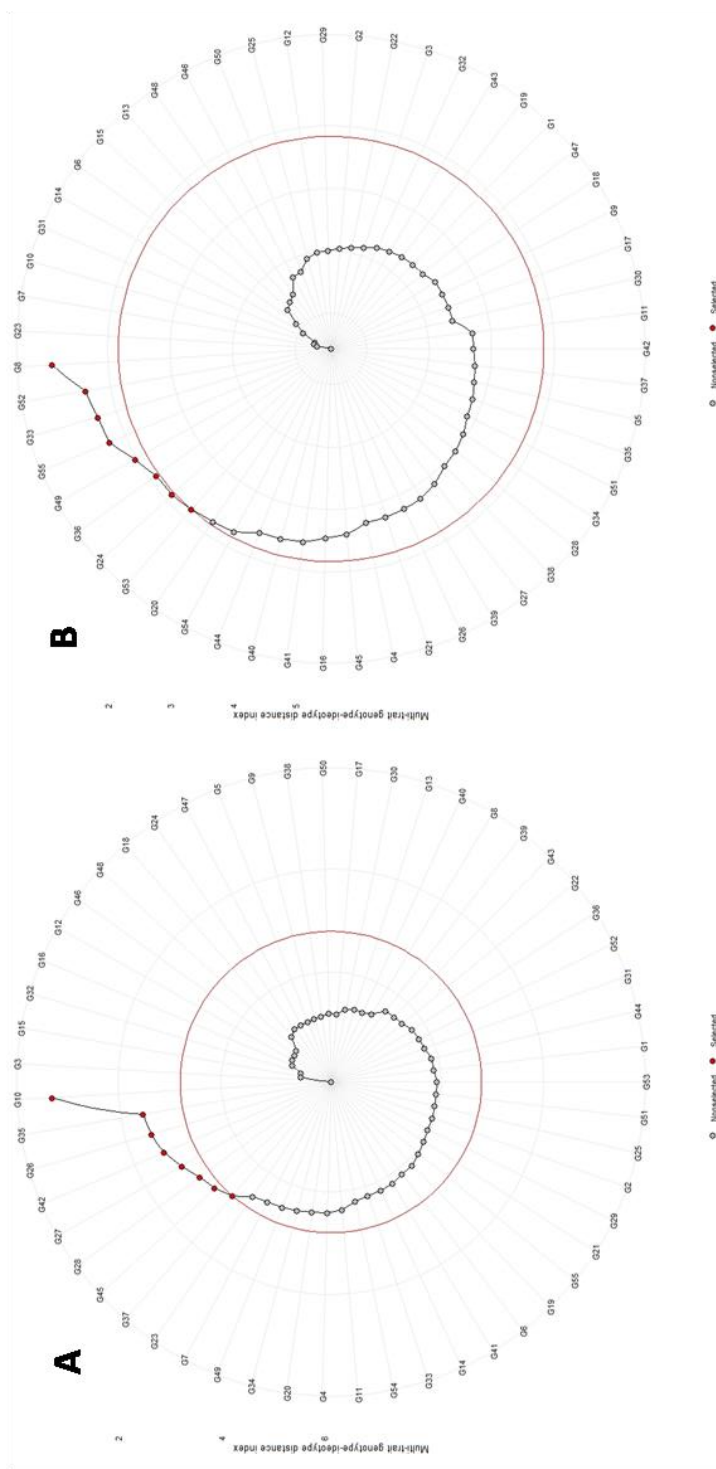 A
Multi-trait genotype-ideotype distance index
2
4
6
G10
G35
G26
G42
G27
G28
G45
G37
G23
G7
G49
G34
G20
G4
G11
G54
G33
G14
G41
G6
G19
G55
G21
G29
G2
G25
G51
G53
G1
G44
G31
G52
G36
G22
G43
G39
G8
G40
G13
G30
G17
G50
G38
G9
G5
G47
G24
G18
G48
G46
G12
G16
G32
G15
G3
Nonselected Selected
B
Multi-trait genotype-ideotype distance index
2
3
4
5
G8
G52
G33
G55
G49
G36
G24
G53
G20
G54
G44
G40
G41
G16
G45
G4
G21
G26
G39
G27
G38
G28
G34
G51
G35
G5
G37
G42
G11
G30
G17
G9
G18
G47
G1
G19
G43
G32
G3
G22
G2
G29
G12
G25
G50
G46
G48
G13
G15
G6
G14
G31
G10
G7
G23
Nonselected Selected